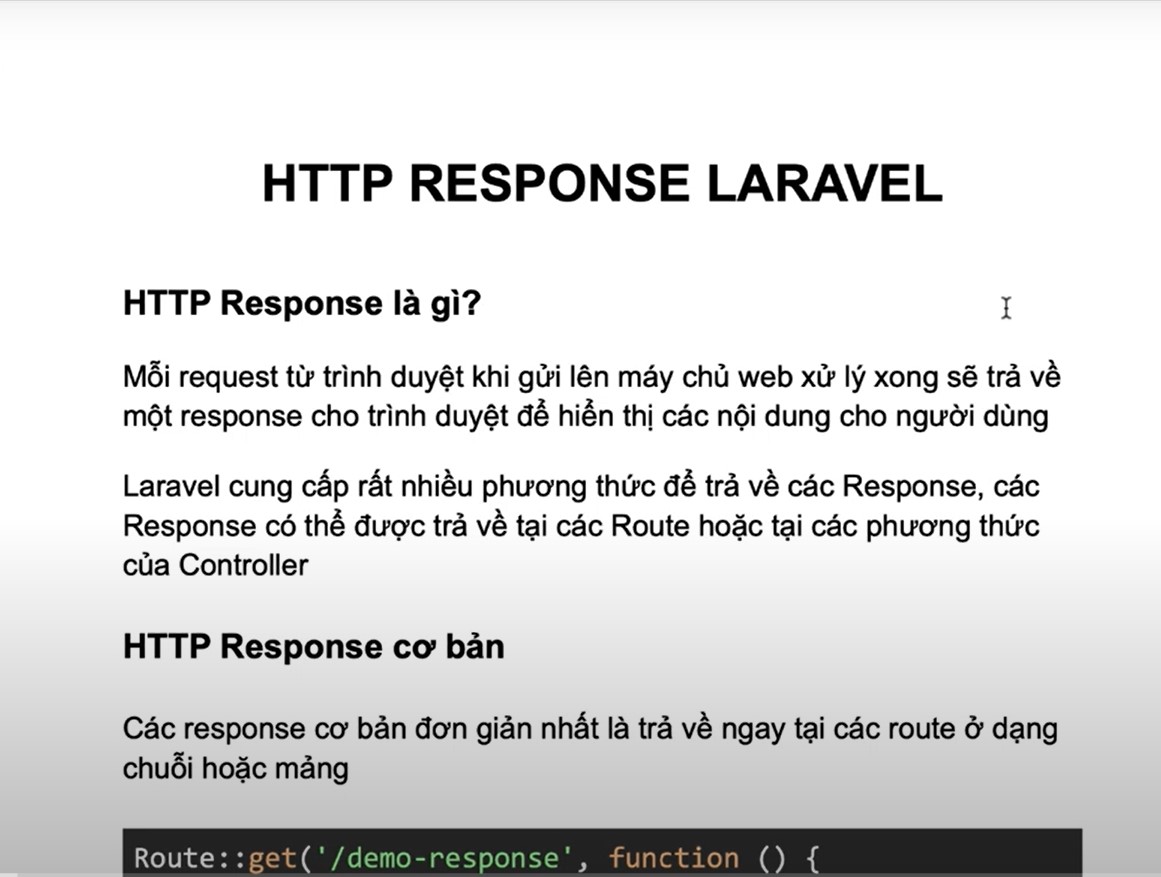 HTTP RESPONSE LARAVEL
HTTP Response là gì?
Mỗi request từ trình duyệt khi gửi lên máy chủ web xử lý xong sẽ trả về
một response cho trình duyệt để hiển thị các nội dung cho người dùng
Laravel cung cấp rất nhiều phương thức để trả về các Response, các
Response có thể được trả về tại các Route hoặc tại các phương thức
của Controller
HTTP Response cơ bản
Các response cơ bản đơn giản nhất là trả về ngay tại các route ở dạng
chuỗi hoặc mảng
Route::get('/demo-response', function () {